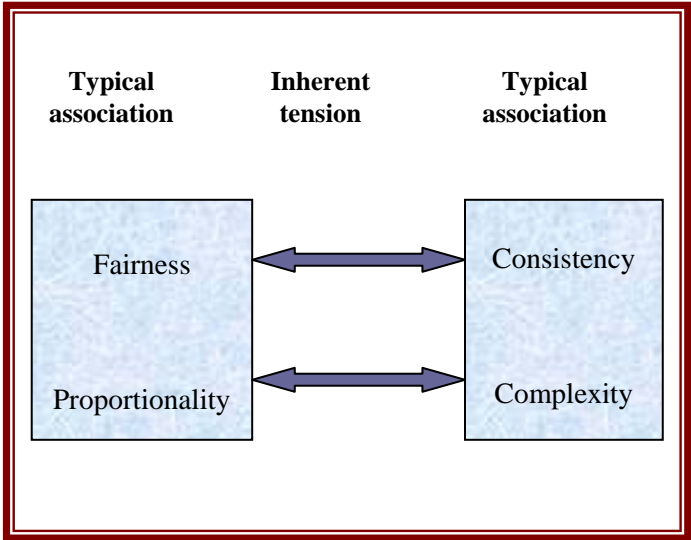 Typical
association
Inherent
tension
Typical
association
Fairness
Consistency
Proportionality
Complexity